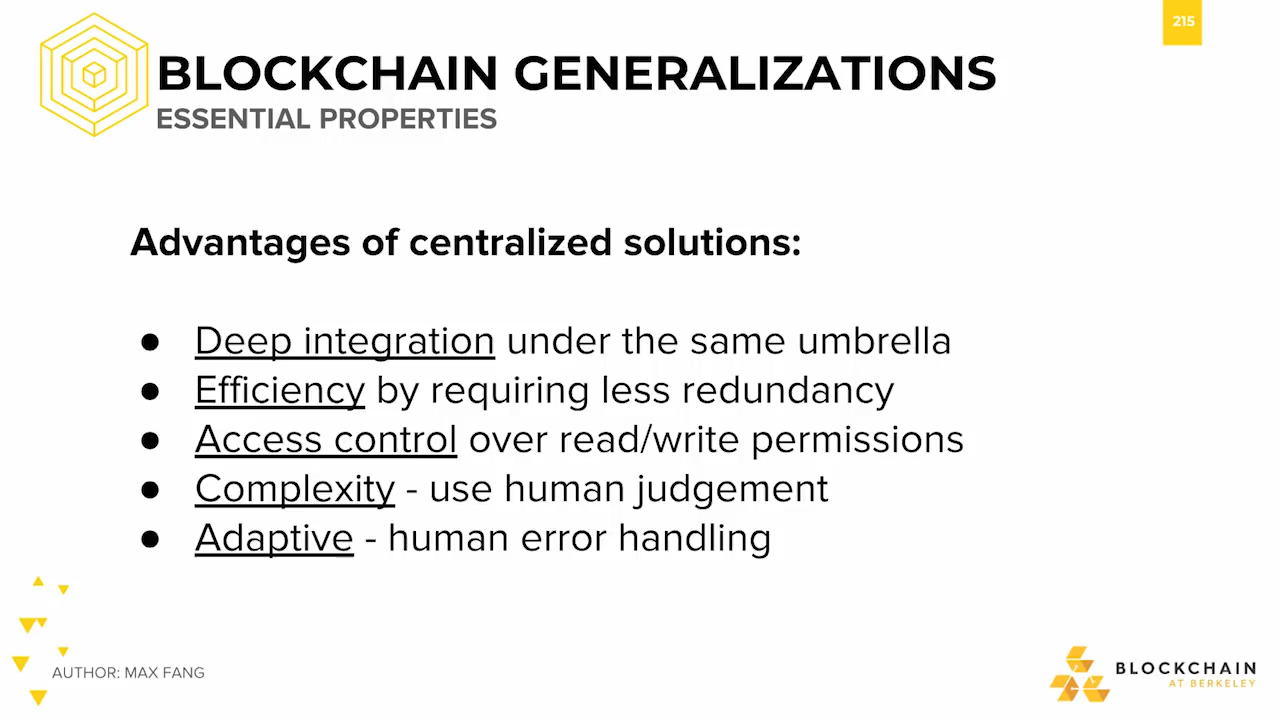 215
BLOCKCHAIN GENERALIZATIONS
ESSENTIAL PROPERTIES
Advantages of centralized solutions:
● Deep integration under the same umbrella
● Efficiency by requiring less redundancy
● Access control over read/write permissions
● Complexity - use human judgement
● Adaptive - human error handling
AUTHOR: MAX FANG
BLOCKCHAIN
AT BERKELEY